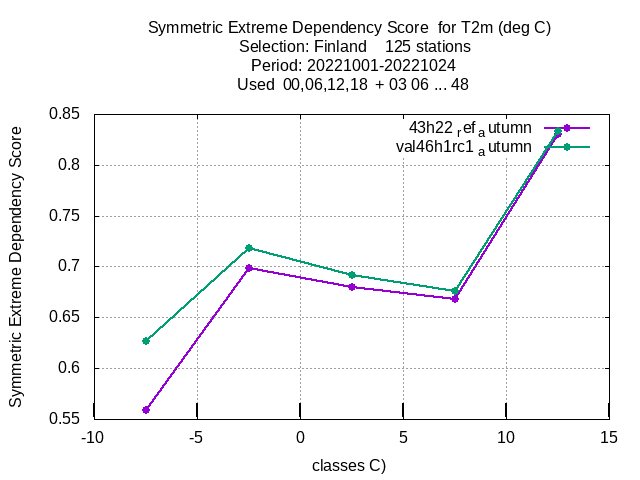 Symmetric Extreme Dependency Score for T2m (deg C)
Selection: Finland 125 stations
Period: 20221001-20221024
Used 00,06,12,18 + 03 06 ... 48
Symmetric Extreme Dependency Score
0.85
0.8
0.75
0.7
0.65
0.6
0.55
43h22 ref a utumn
val46h1rc1 a utumn
-10 -5 0 5 10 15
classes C)